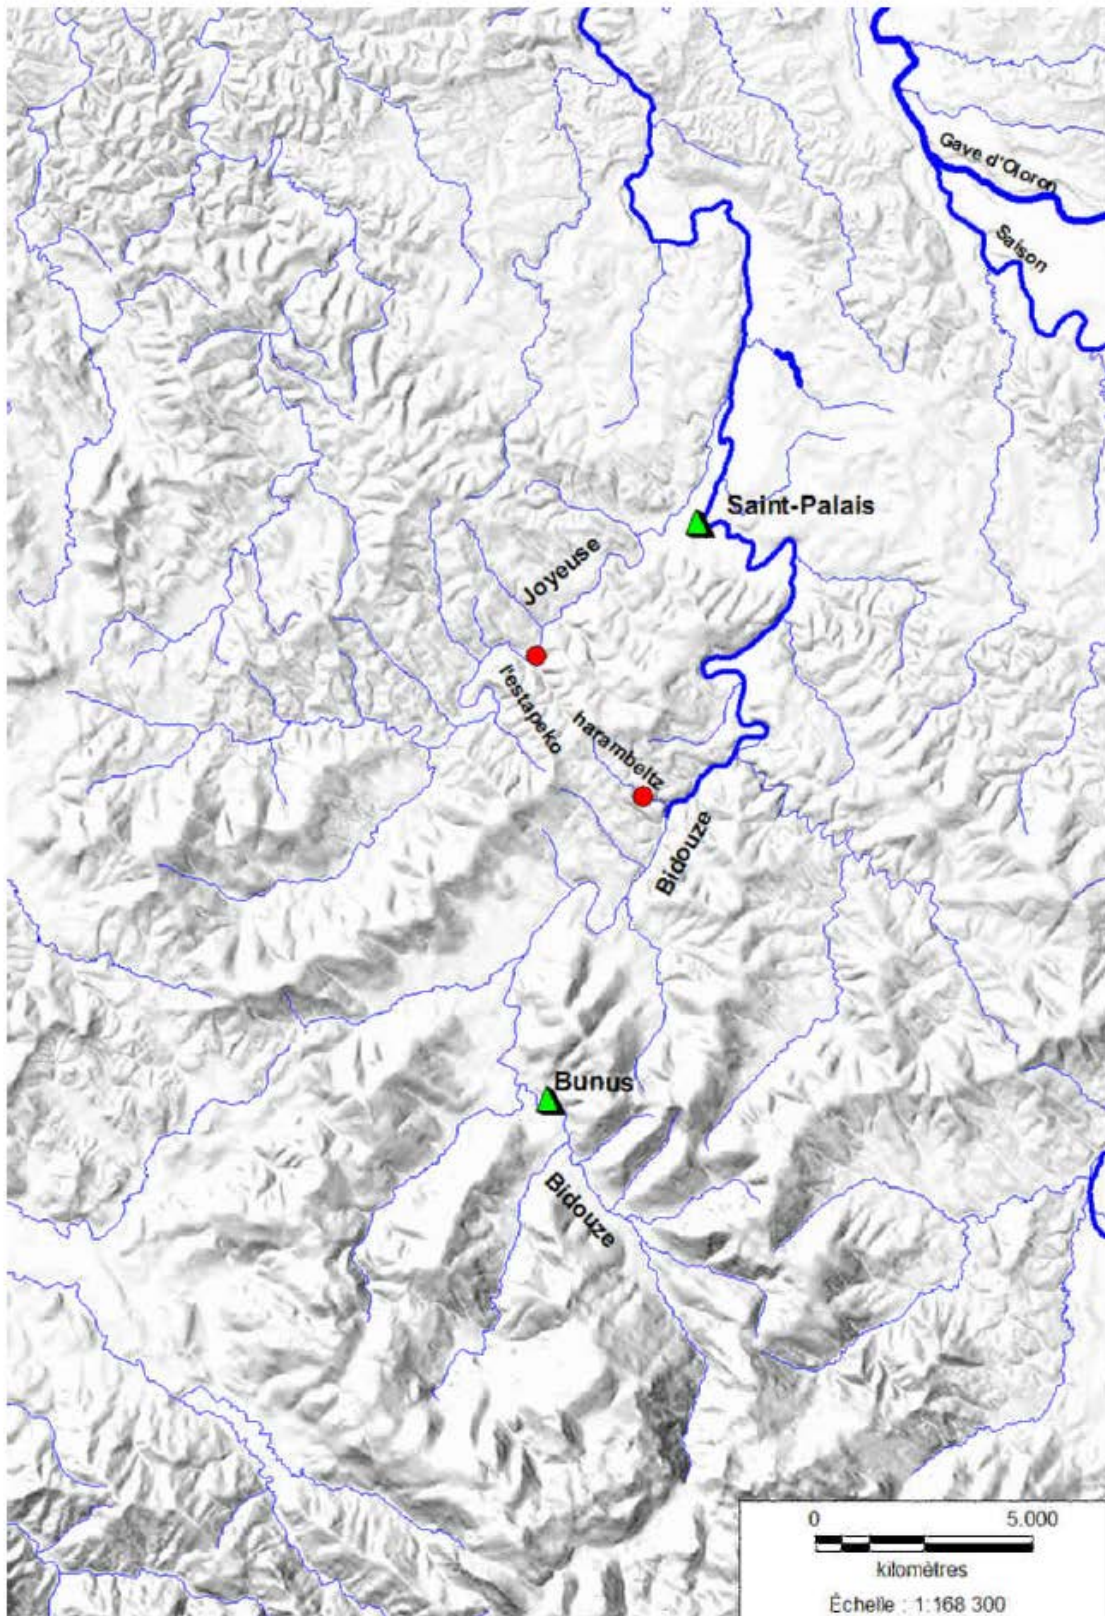 Gave d'Oloron
Saison
Saint-Palais
Joyeuse
l'estapeko
harambeltz
Bidouze
Bunus
Bidouze
0 5.000
kilomètres
Échelle : 1:168 300